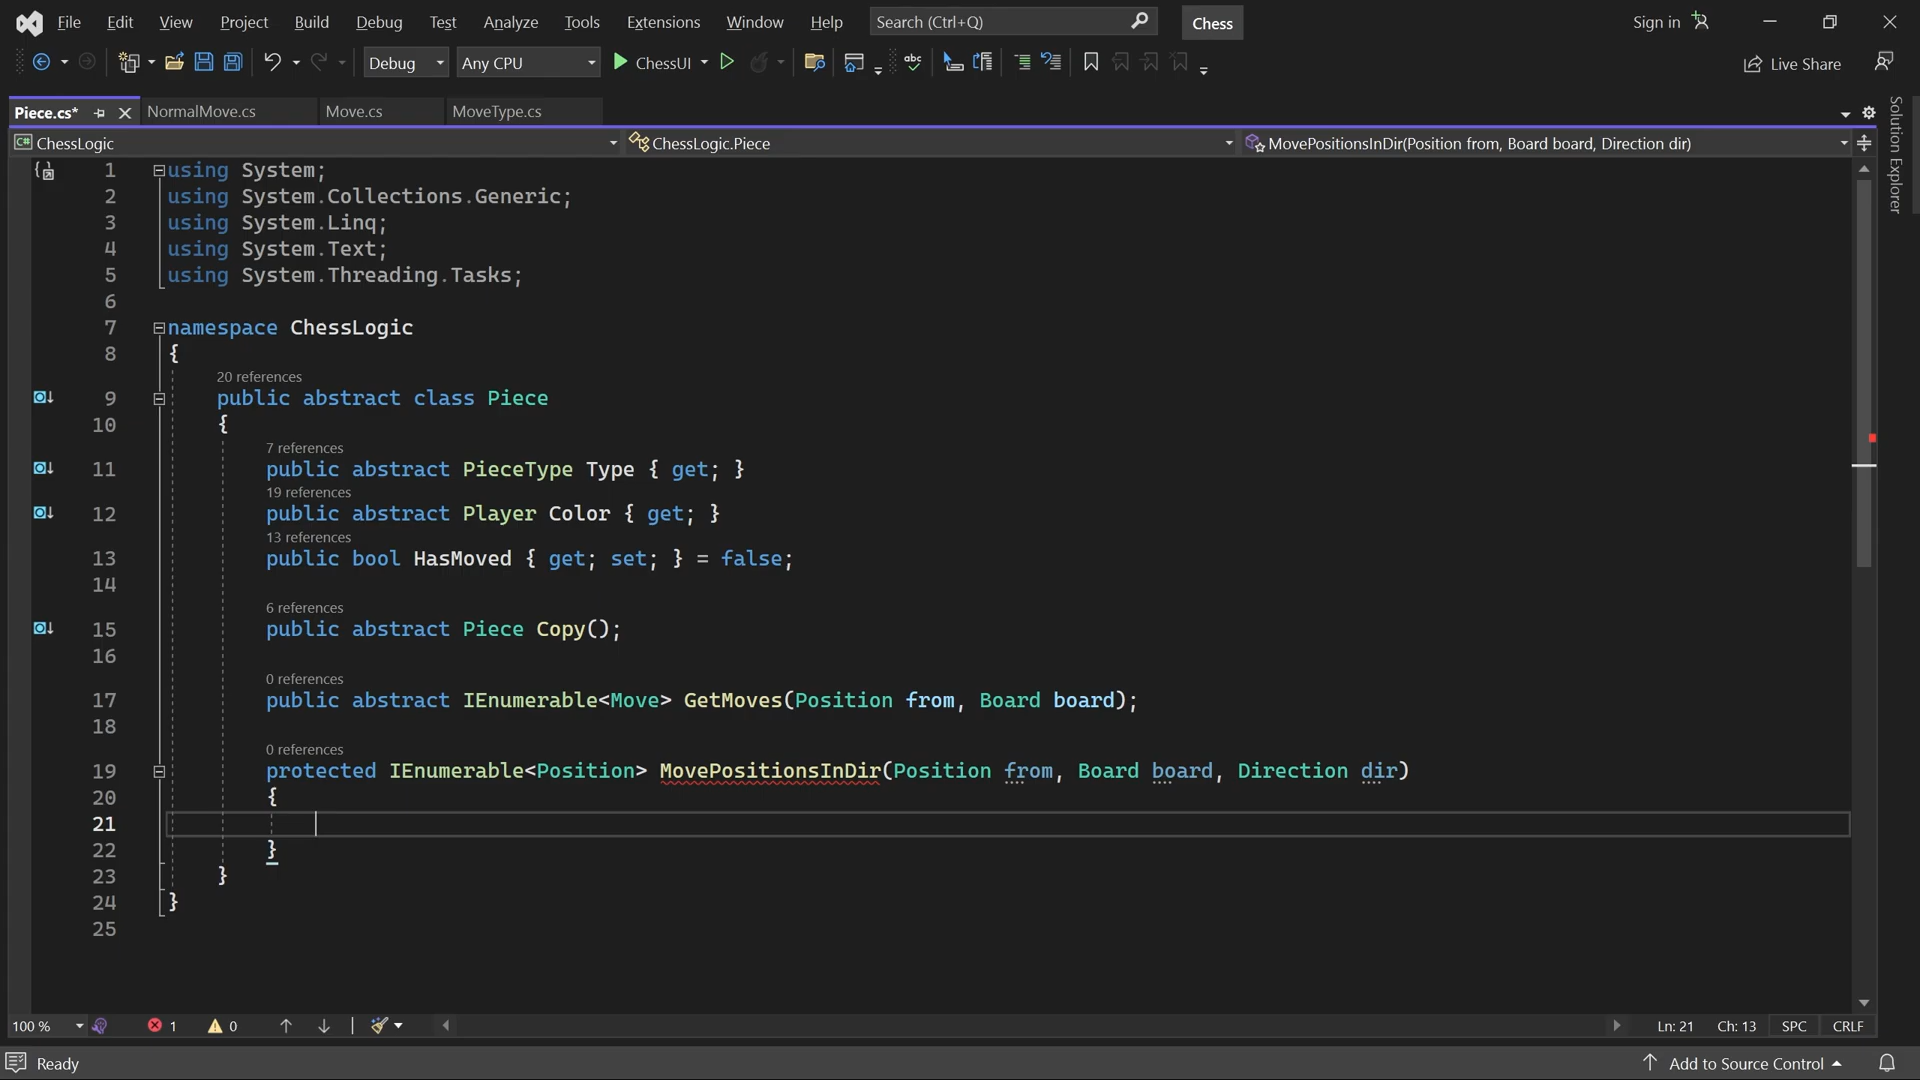 File Edit View Project Build Debug Test Analyze Tools Extensions Window Help Search (Ctrl+Q) Chess Sign in
Debug Any CPU ChessUI abc Live Share
Piece.cs* NormalMove.cs Move.cs MoveType.cs
C# ChessLogic ChessLogic.Piece MovePositionsInDir(Position from, Board board, Direction dir)
Solution Explorer
1 using System;
2 using System.Collections.Generic;
3 using System.Linq;
4 using System.Text;
5 using System.Threading.Tasks;
6
7 namespace ChessLogic
8 {
20 references
9 public abstract class Piece
10 {
7 references
11 public abstract PieceType Type { get; }
19 references
12 public abstract Player Color { get; }
13 references
13 public bool HasMoved { get; set; } = false;
14
6 references
15 public abstract Piece Copy();
16
0 references
17 public abstract IEnumerable<Move> GetMoves(Position from, Board board);
18
0 references
19 protected IEnumerable<Position> MovePositionsInDir(Position from, Board board, Direction dir)
20 {
21
22 }
23 }
24 }
25
100 % 1 0 Ln: 21 Ch: 13 SPC CRLF
Ready Add to Source Control